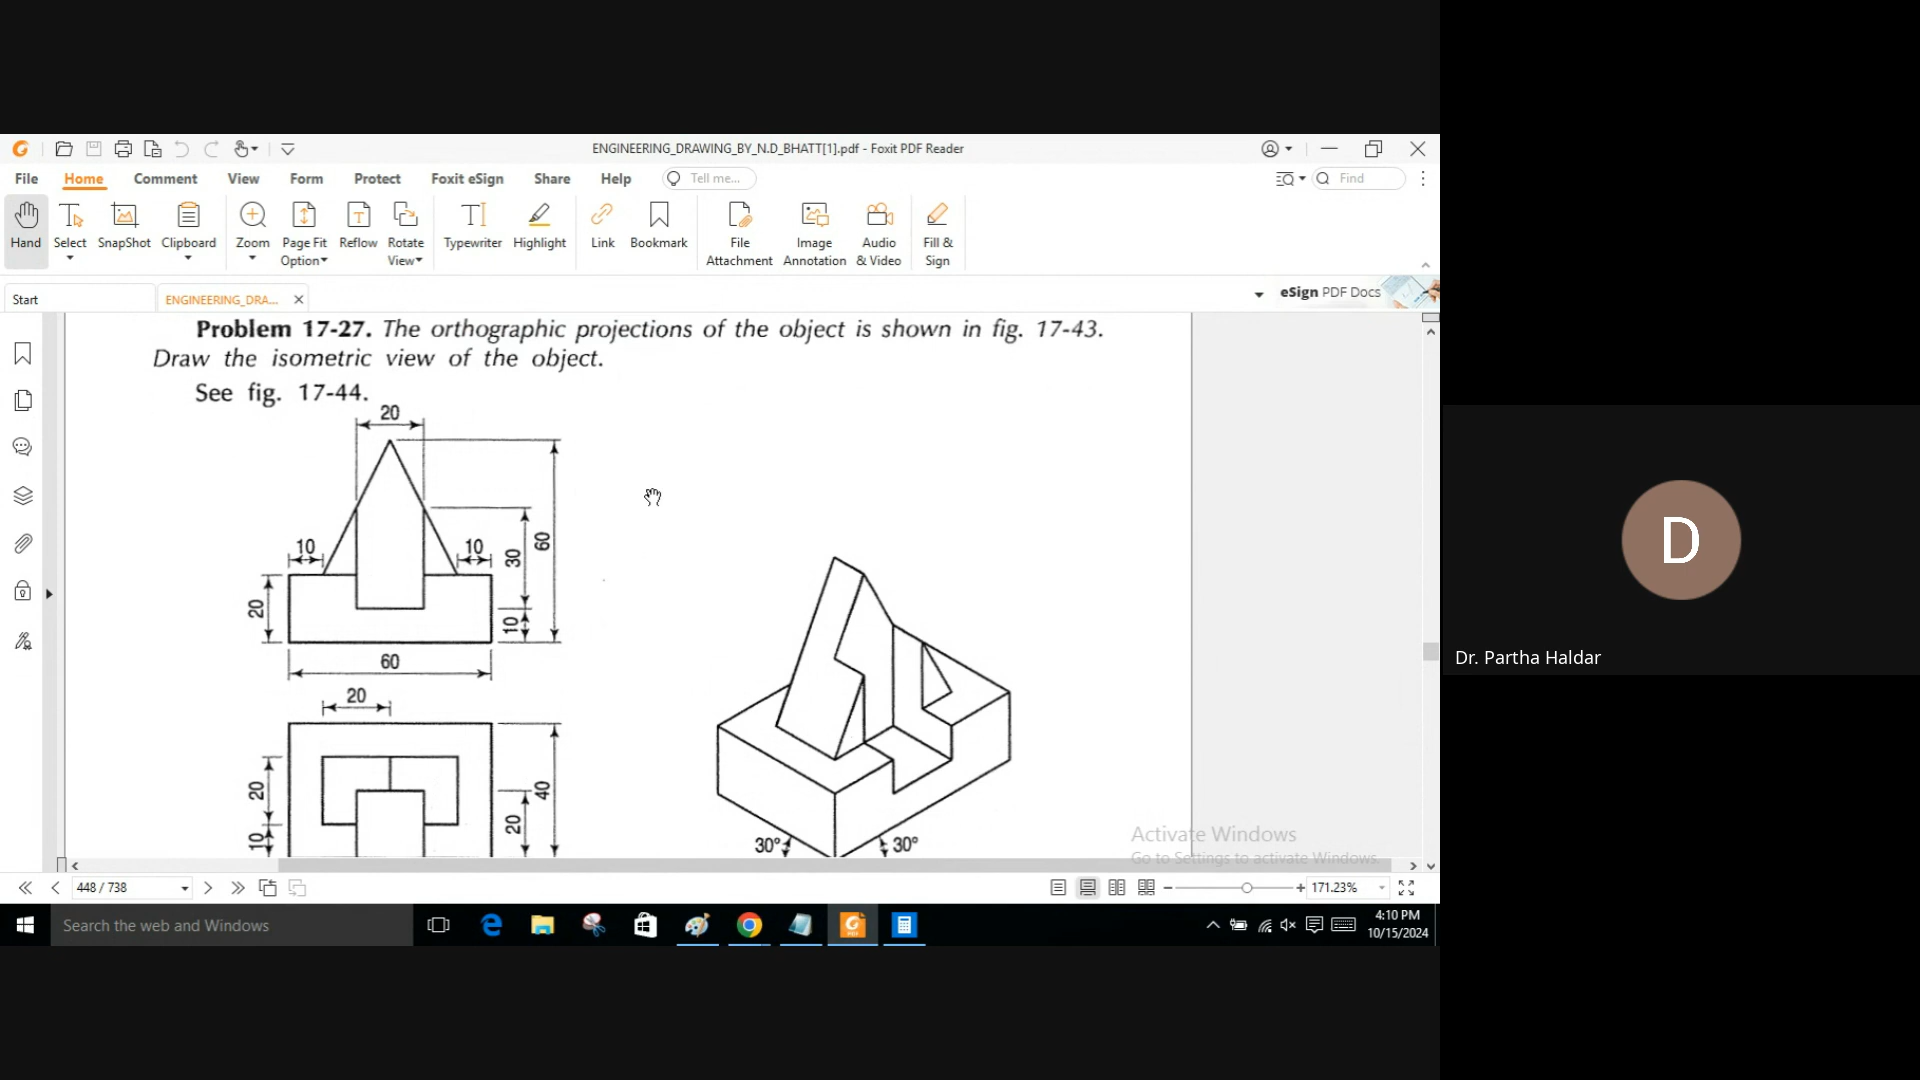 ENGINEERING_DRAWING_BY_N.D_BHATT[1].pdf - Foxit PDF Reader
File Home Comment View Form Protect Foxit eSign Share Help Tell me... Find
Hand Select SnapShot Clipboard Zoom Page Fit Option Reflow Rotate View Typewriter Highlight Link Bookmark File Attachment Image Annotation Audio & Video Fill & Sign
Start ENGINEERING_DRA... eSign PDF Docs
Problem 17-27. The orthographic projections of the object is shown in fig. 17-43.
Draw the isometric view of the object.
See fig. 17-44.
20
10 10 30 60
20 10
60
20
20 40
10 20
30° 30°
Activate Windows
Go to Settings to activate Windows.
448 / 738 171.23%
Search the web and Windows
4:10 PM
10/15/2024
D
Dr. Partha Haldar